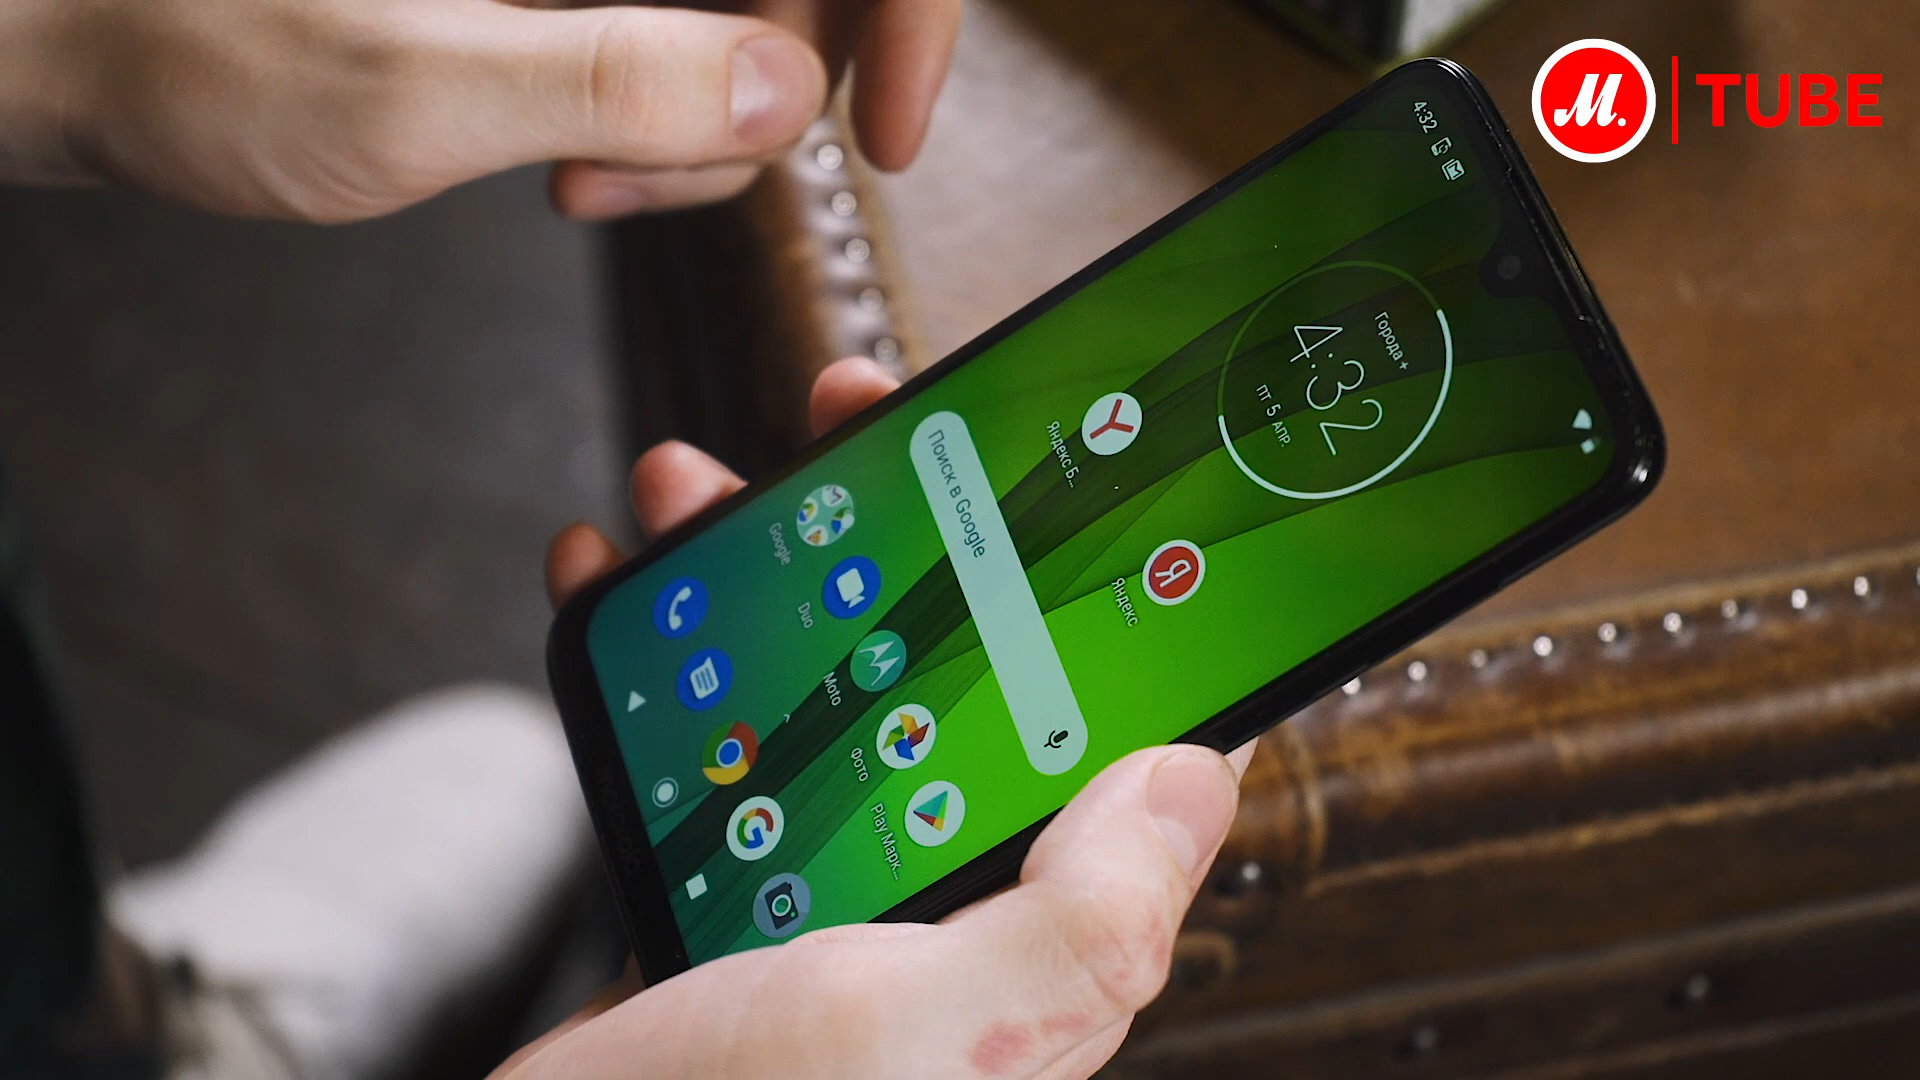 M. TUBE
4:32
Города +
4:32
пт 5 апр.
Яндекс Б...
Яндекс
Поиск в Google
Google
Duo
Moto
Фото
Play Марк...
motorola